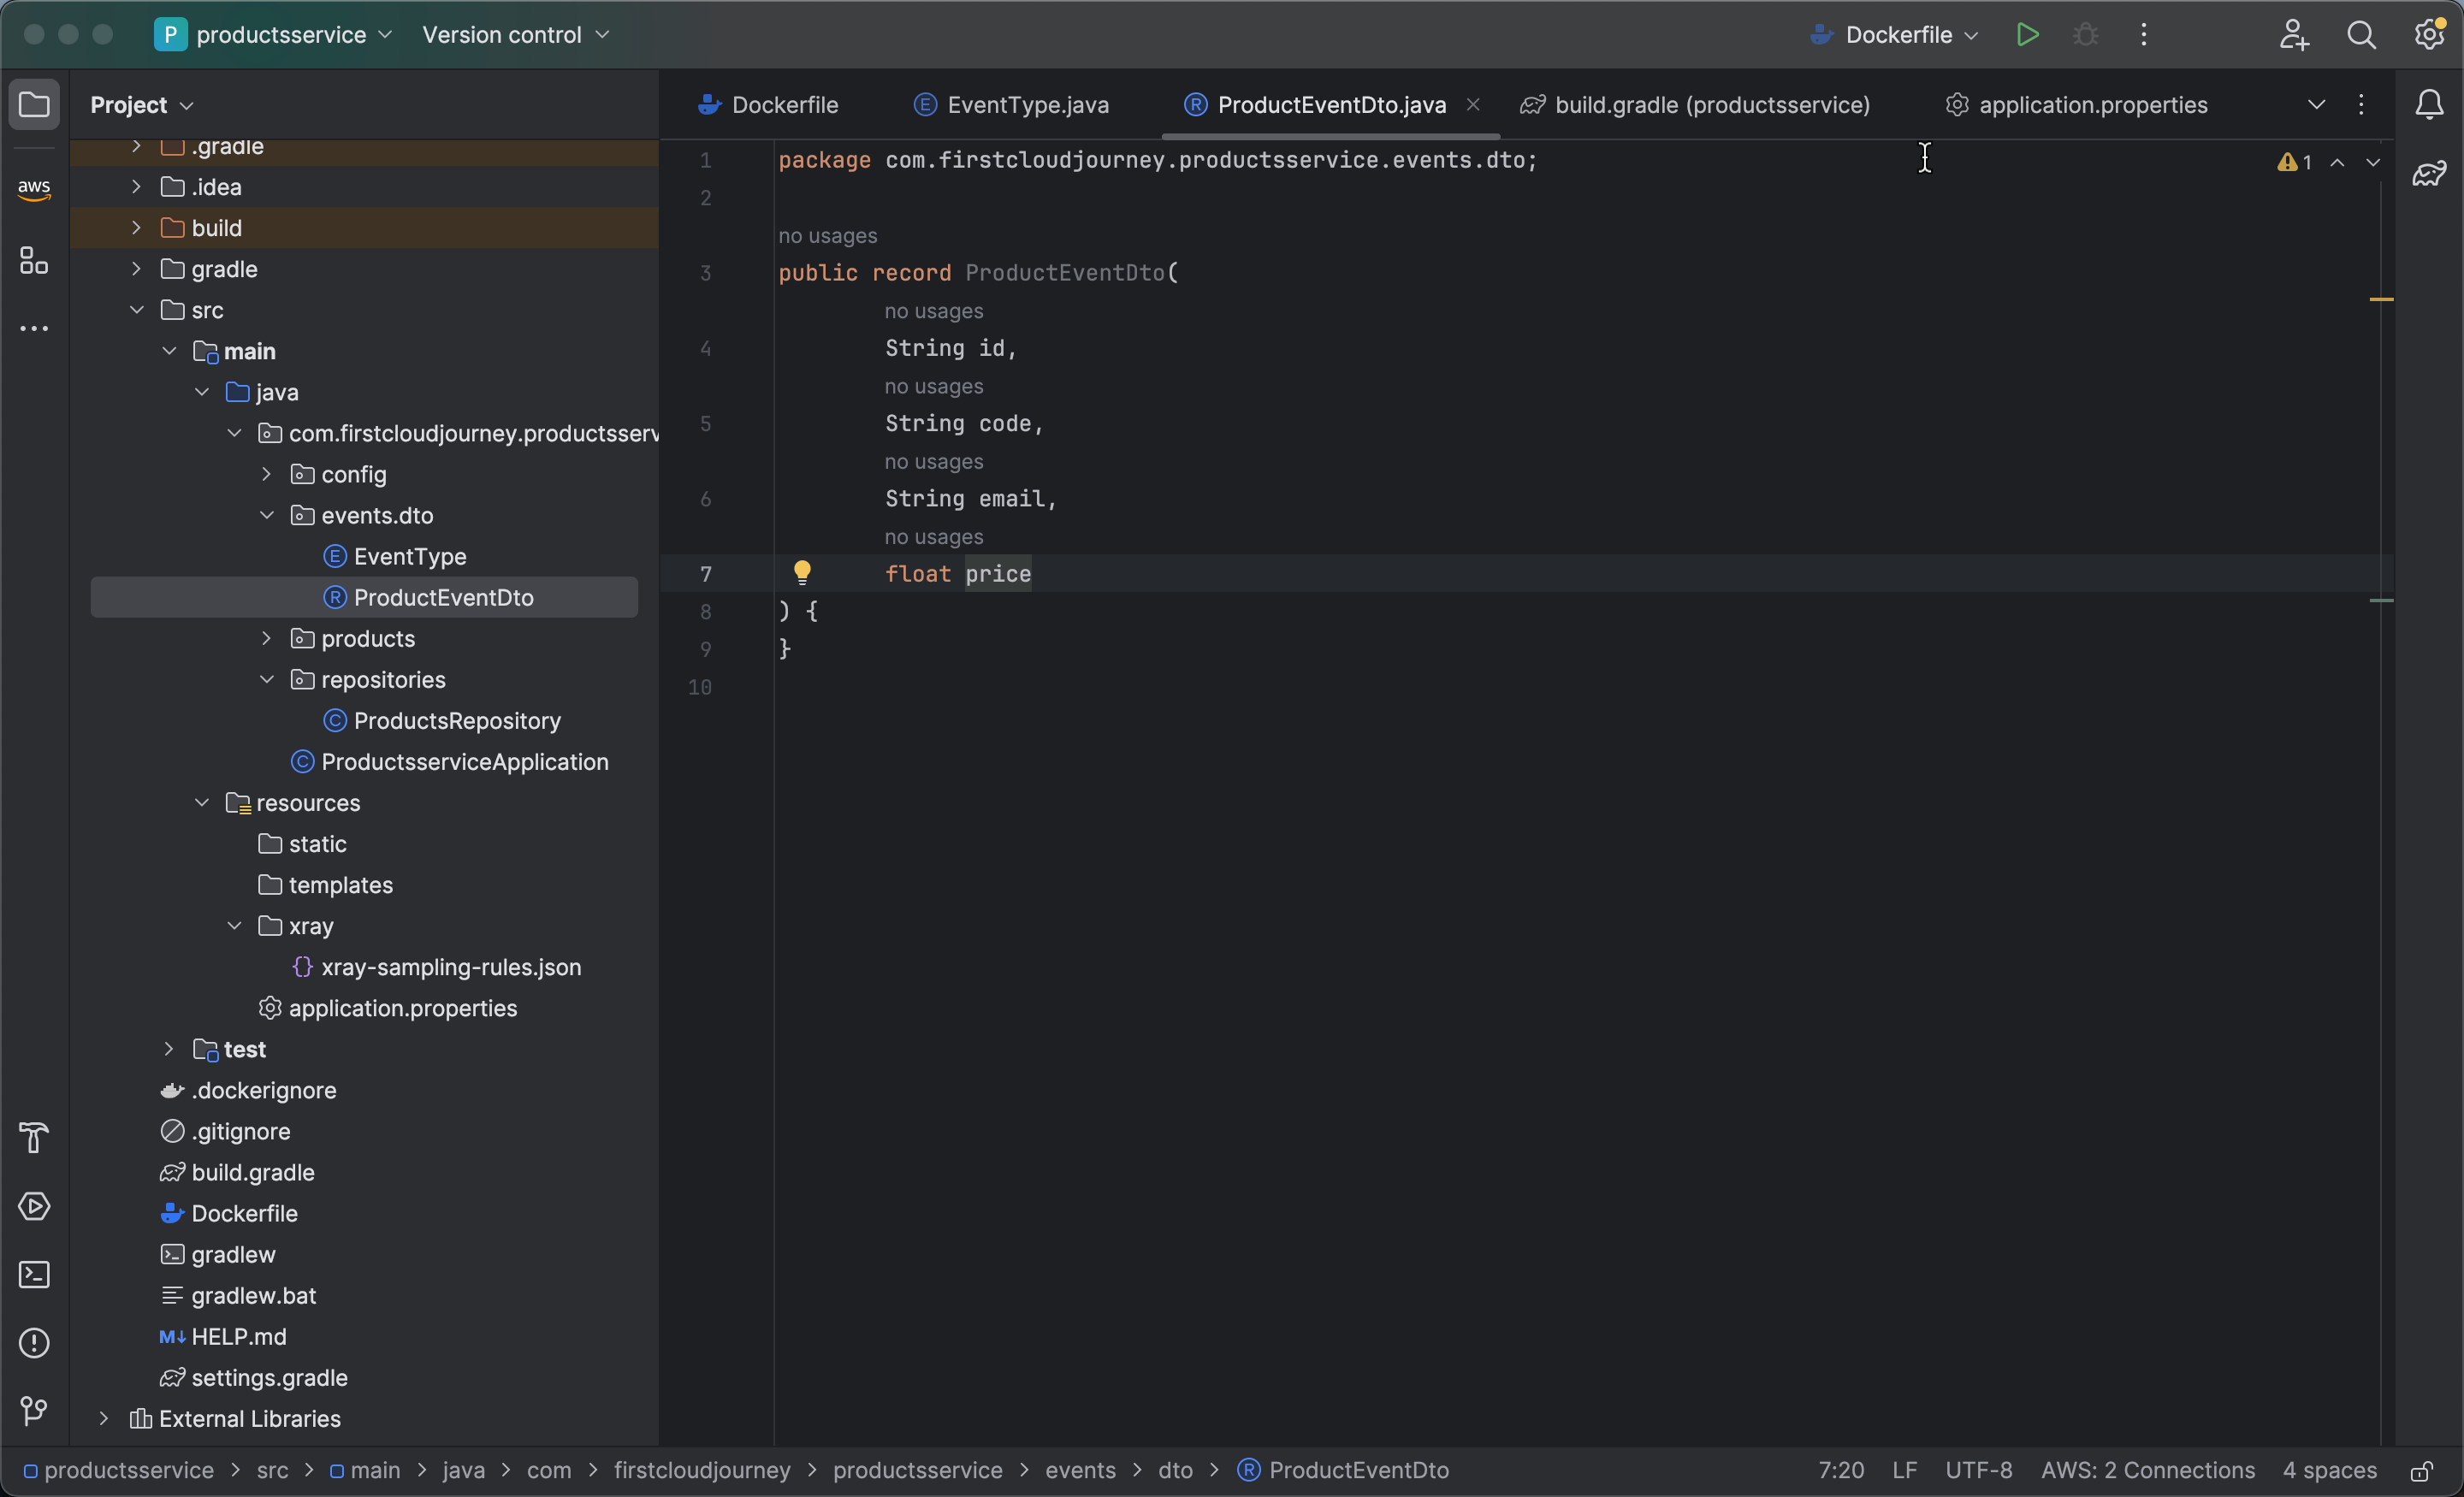 P productsservice Version control Dockerfile
Project
Dockerfile EventType.java ProductEventDto.java build.gradle (productsservice) application.properties
aws
.gradle
.idea
build
gradle
src
main
java
com.firstcloudjourney.productsserv
config
events.dto
E EventType
R ProductEventDto
products
repositories
C ProductsRepository
C ProductsserviceApplication
resources
static
templates
xray
{} xray-sampling-rules.json
application.properties
test
.dockerignore
.gitignore
build.gradle
Dockerfile
gradlew
gradlew.bat
M↓ HELP.md
settings.gradle
External Libraries
1 package com.firstcloudjourney.productsservice.events.dto;
2
no usages
3 public record ProductEventDto(
no usages
4 String id,
no usages
5 String code,
no usages
6 String email,
no usages
7 float price
8 ) {
9 }
10
1
productsservice > src > main > java > com > firstcloudjourney > productsservice > events > dto > R ProductEventDto 7:20 LF UTF-8 AWS: 2 Connections 4 spaces